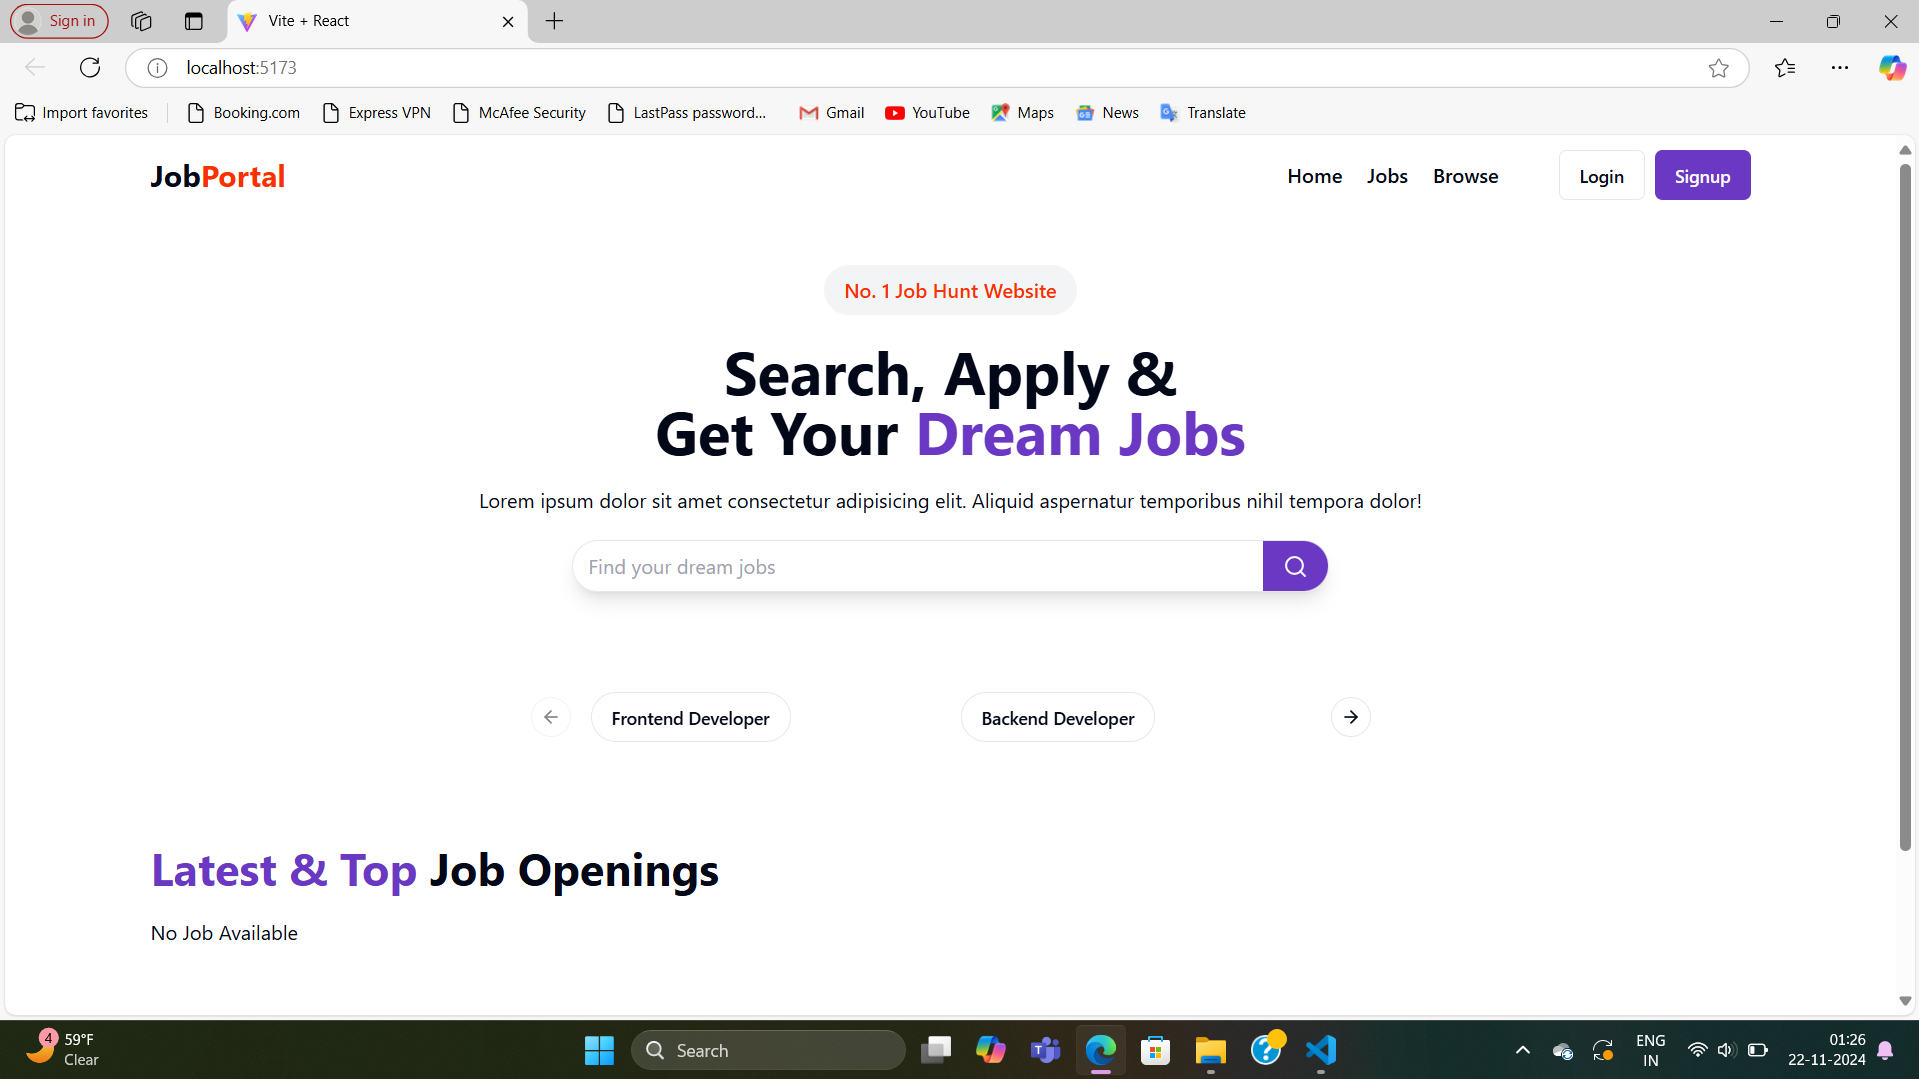 Sign in
Vite + React
localhost:5173
Import favorites
Booking.com
Express VPN
McAfee Security
LastPass password...
Gmail
YouTube
Maps
News
Translate
JobPortal
Home
Jobs
Browse
Login
Signup
No. 1 Job Hunt Website
Search, Apply &
Get Your Dream Jobs
Lorem ipsum dolor sit amet consectetur adipisicing elit. Aliquid aspernatur temporibus nihil tempora dolor!
Find your dream jobs
Frontend Developer
Backend Developer
Latest & Top Job Openings
No Job Available
4
59°F
Clear
Search
ENG
IN
01:26
22-11-2024